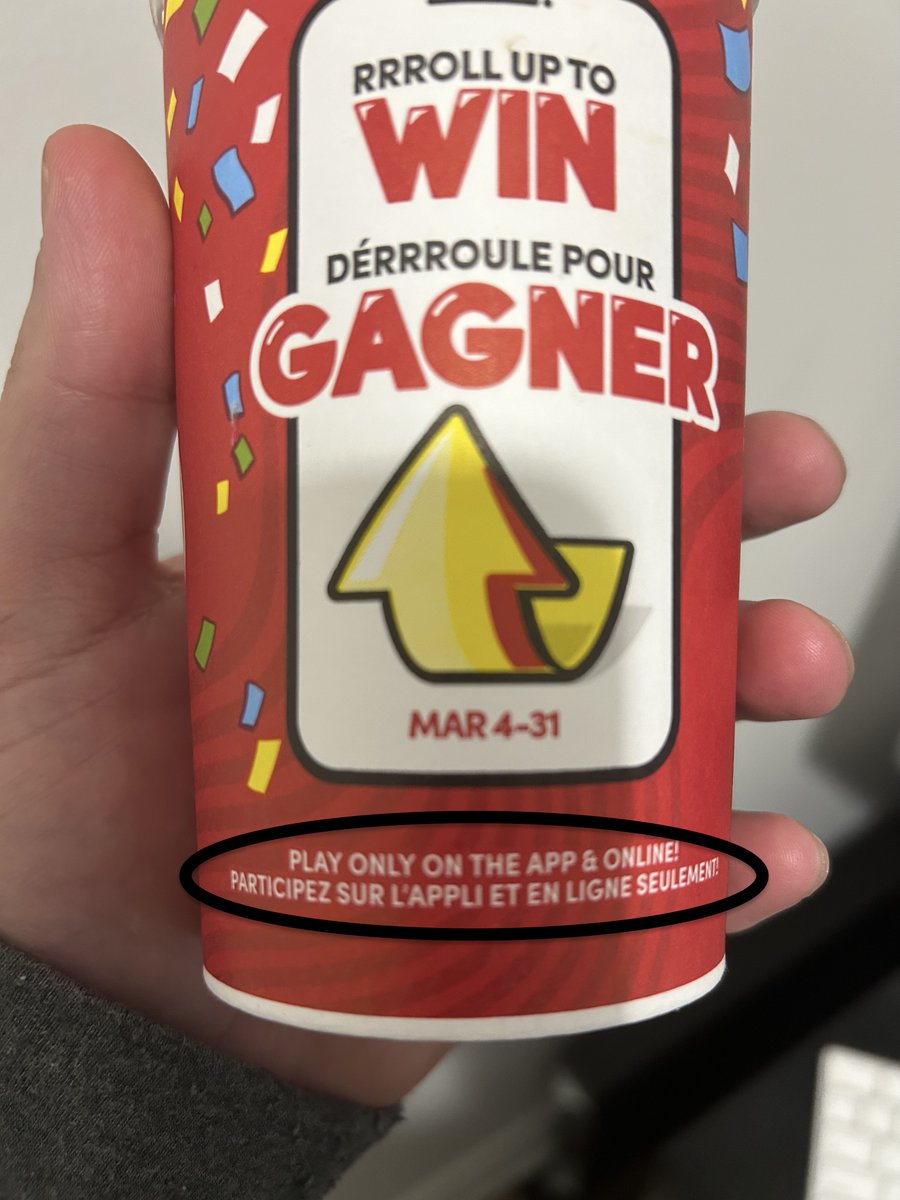 RRROLL UP TO
WIN
DÉRRROULE POUR
GAGNER
MAR 4-31
PLAY ONLY ON THE APP & ONLINE!
PARTICIPEZ SUR L'APPLI ET EN LIGNE SEULEMENT!